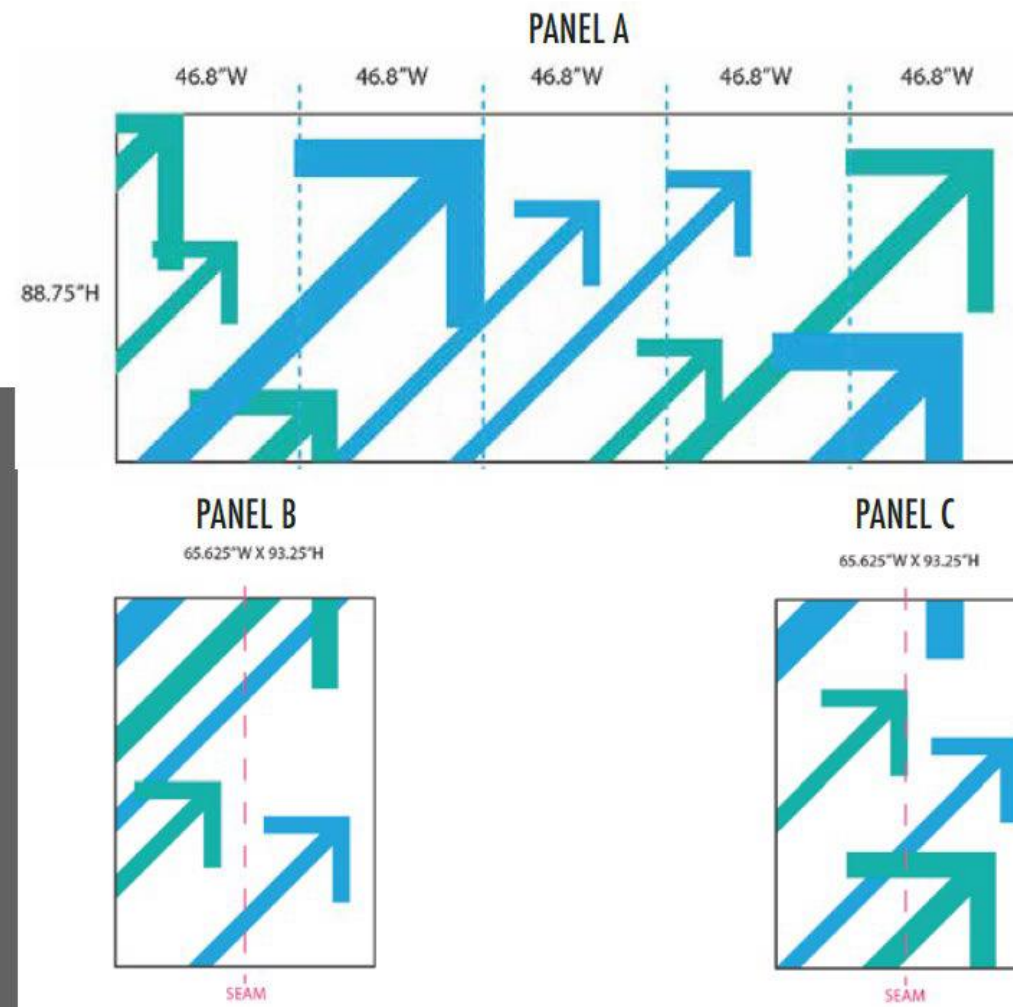 PANEL A
46.8"W 46.8"W 46.8"W 46.8"W 46.8"W
88.75"H
PANEL B
65.625"W X 93.25"H
PANEL C
65.625"W X 93.25"H
SEAM
SEAM